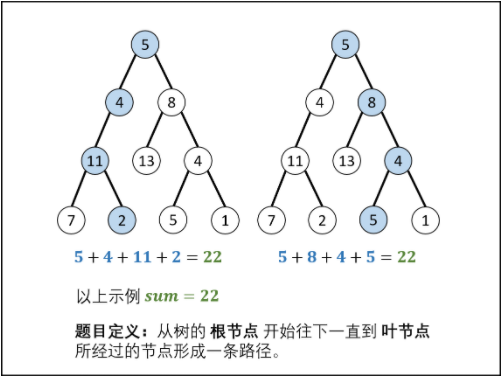 5 5
4 8 4 8
11 13 4 11 13 4
7 2 5 1 7 2 5 1
5 + 4 + 11 + 2 = 22 5 + 8 + 4 + 5 = 22
以上示例 sum = 22
题目定义：从树的 根节点 开始往下一直到 叶节点
所经过的节点形成一条路径。